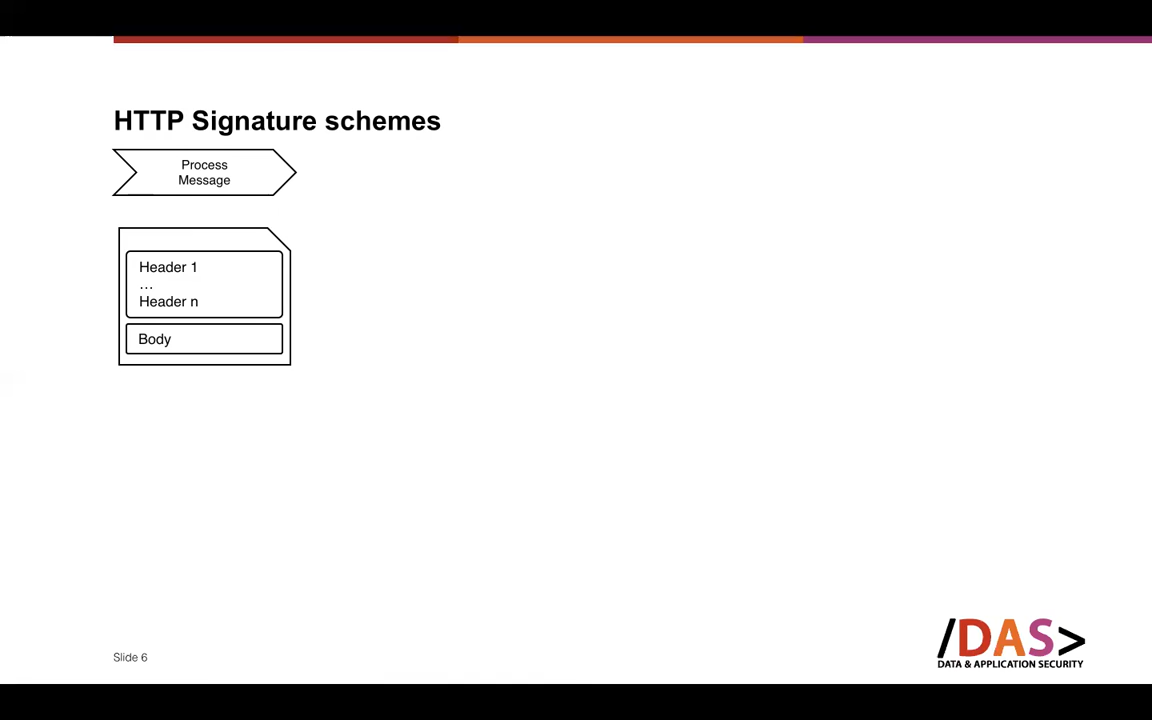 HTTP Signature schemes
Process
Message
Header 1
...
Header n
Body
Slide 6
/DAS>
DATA & APPLICATION SECURITY